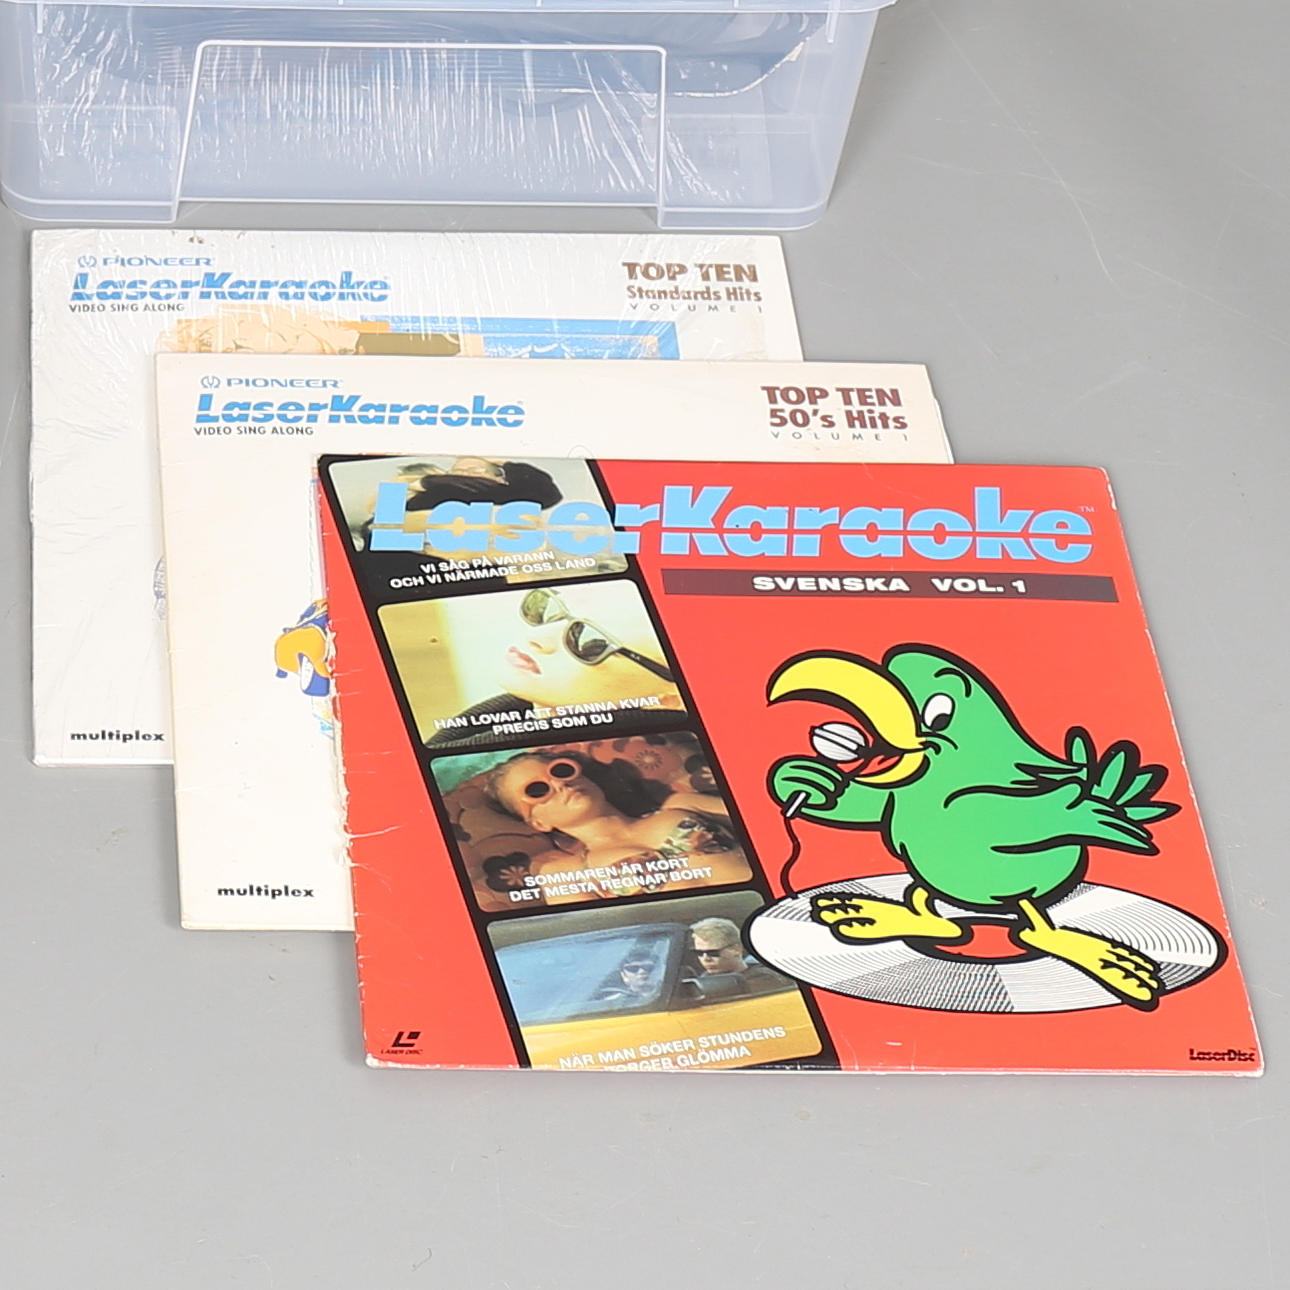 PIONEER
LaserKaraoke
VIDEO SING ALONG
TOP TEN
Standards Hits
VOLUME 1
multiplex
PIONEER
LaserKaraoke
VIDEO SING ALONG
TOP TEN
50's Hits
VOLUME 1
multiplex
LaserKaraoke™
SVENSKA VOL. 1
VI SÅG PÅ VARANN
OCH VI NÄRMADE OSS LAND
HAN LOVAR ATT STANNA KVAR
PRECIS SOM DU
SOMMAREN ÄR KORT
DET MESTA REGNAR BORT
NÄR MAN SÖKER STUNDENS
GLÖMMA
LASER DISC
LaserDisc